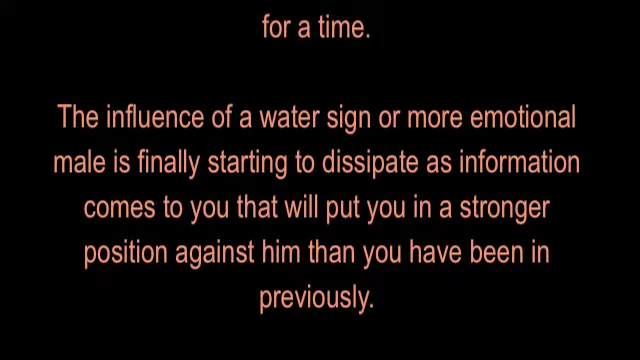 for a time.
The influence of a water sign or more emotional
male is finally starting to dissipate as information
comes to you that will put you in a stronger
position against him than you have been in
previously.